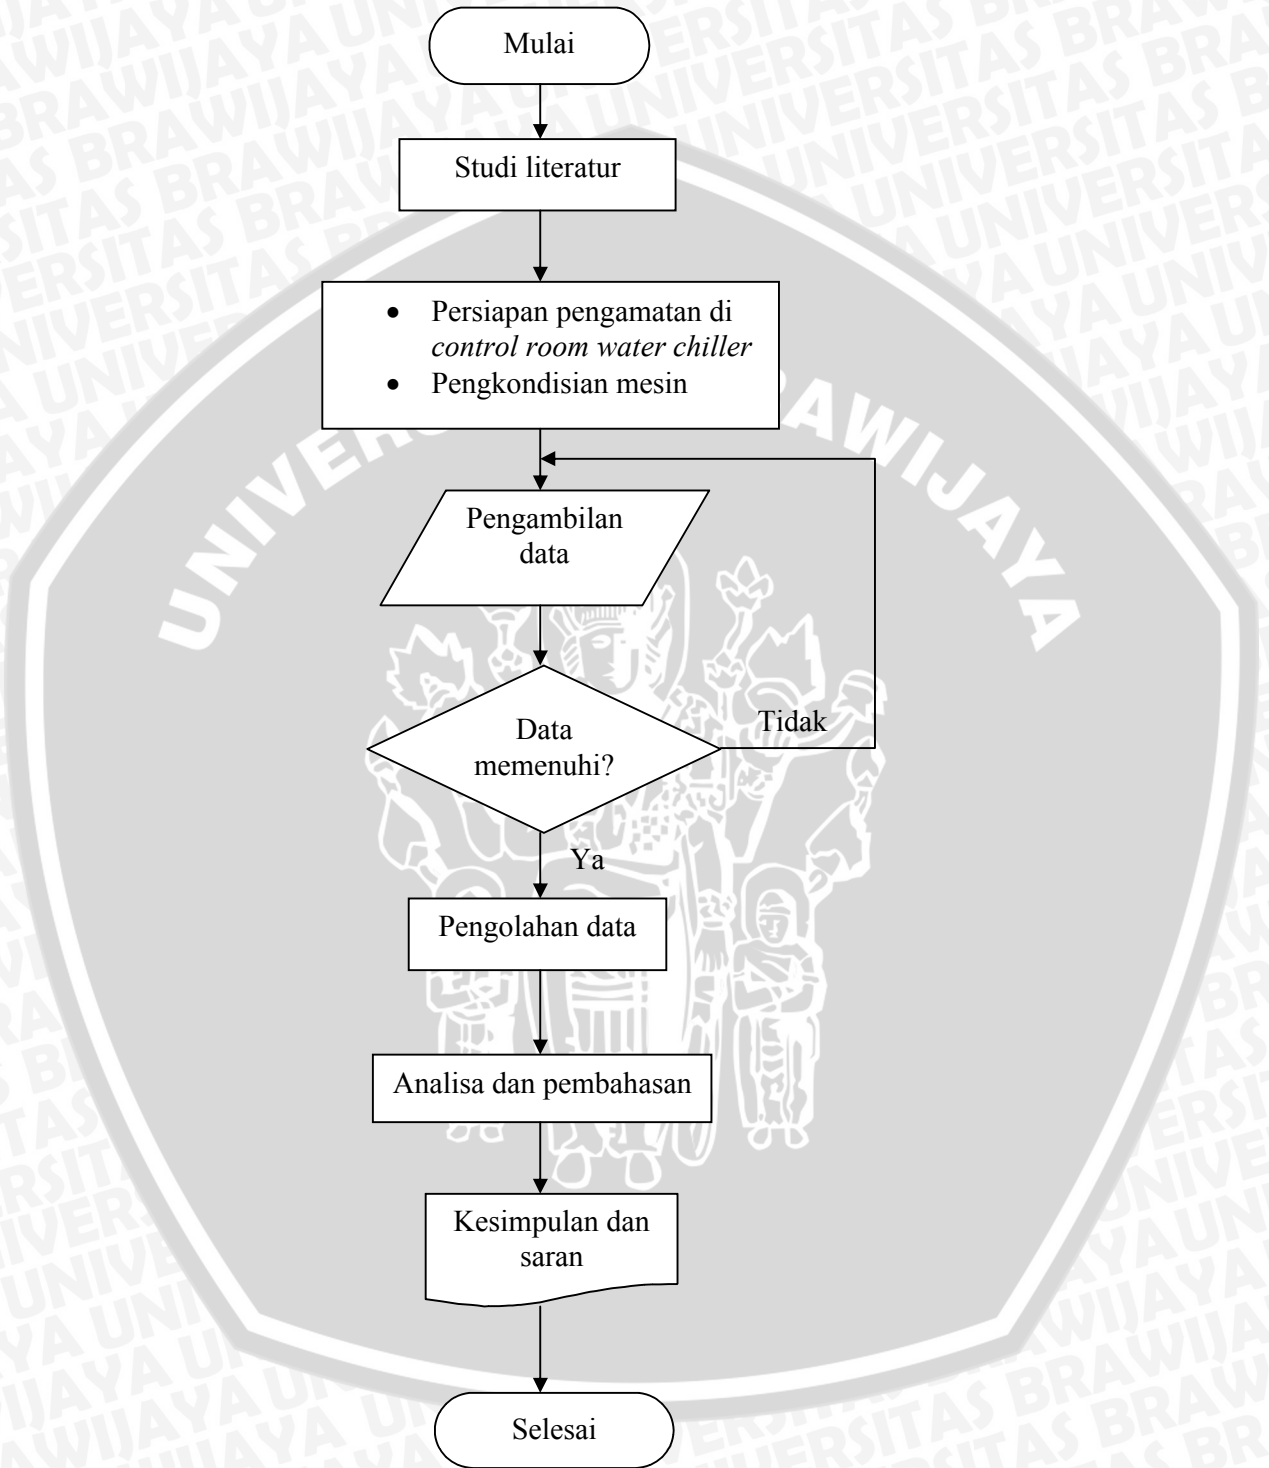 Mulai
Studi literatur
• Persiapan pengamatan di
control room water chiller
• Pengkondisian mesin
Pengambilan
data
Data
memenuhi?
Tidak
Ya
Pengolahan data
Analisa dan pembahasan
Kesimpulan dan
saran
Selesai